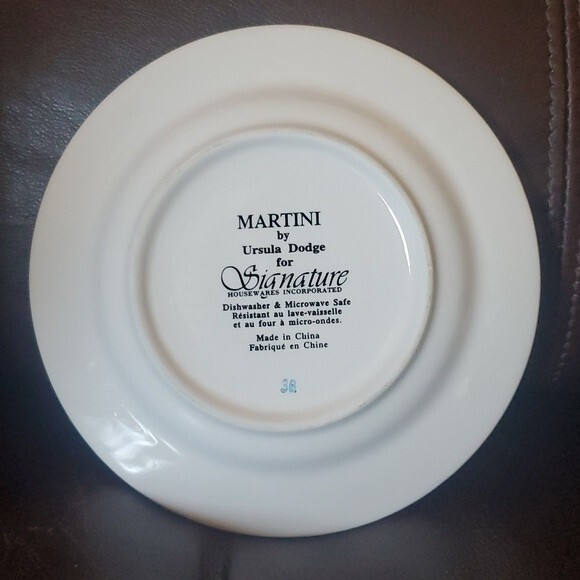 MARTINI
by
Ursula Dodge
for
Signature
HOUSEWARES INCORPORATED
Dishwasher & Microwave Safe
Résistant au lave-vaisselle
et au four à micro-ondes.
Made in China
Fabriqué en Chine